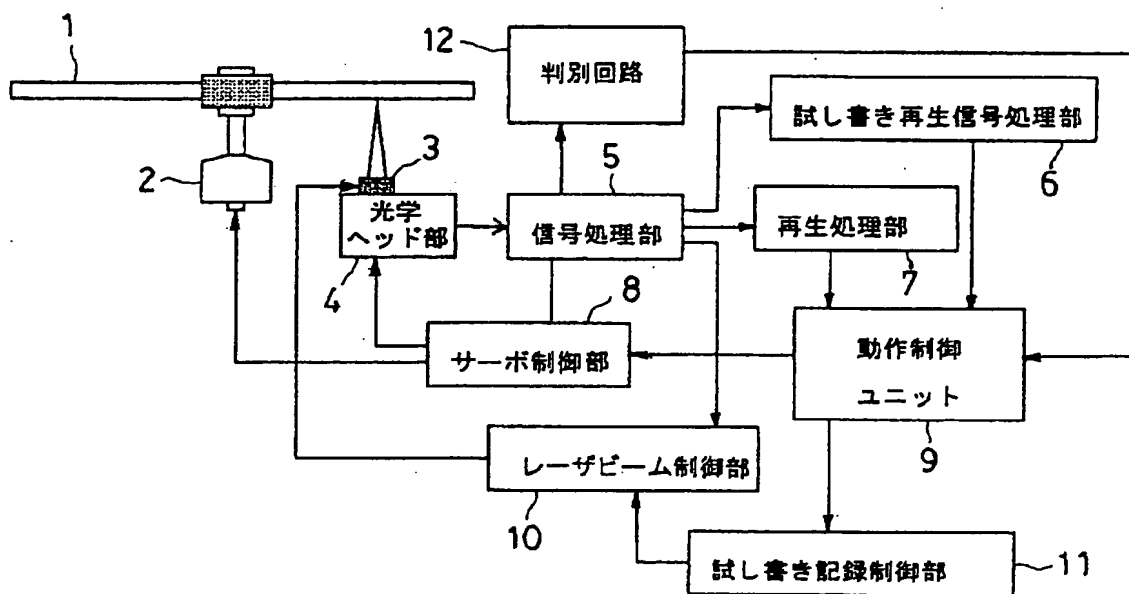 1
12
判別回路
試し書き再生信号処理部
6
2
3
光学
ヘッド部
4
5
信号処理部
再生処理部
7
8
サーボ制御部
動作制御
ユニット
9
レーザビーム制御部
10
試し書き記録制御部
11